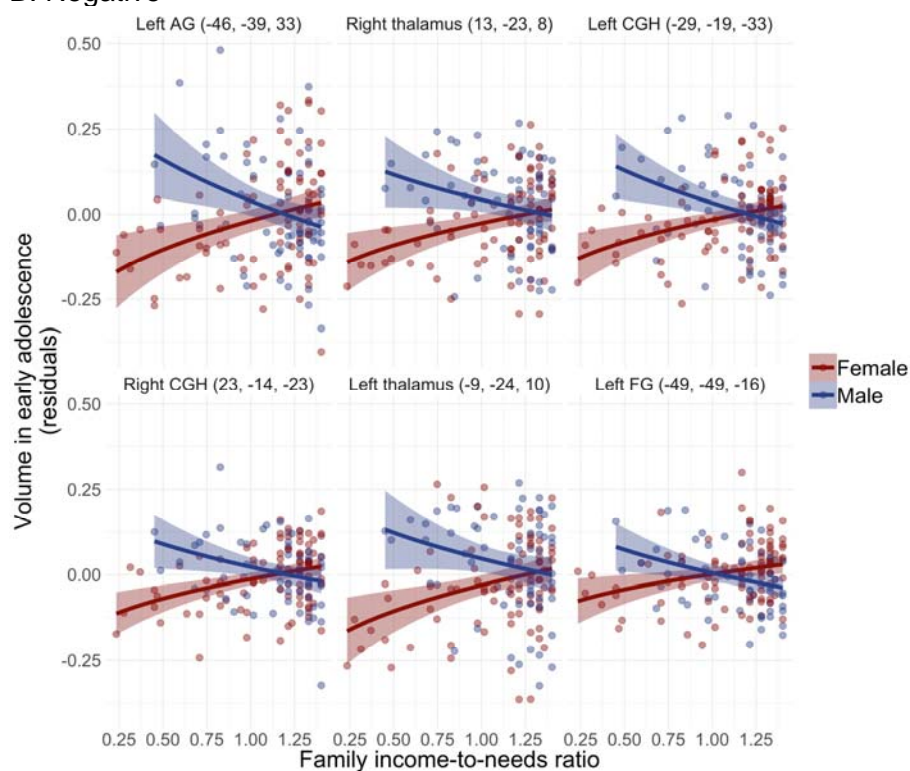 Left AG (-46, -39, 33) Right thalamus (13, -23, 8) Left CGH (-29, -19, -33)
0.50
0.25
0.00
-0.25
Right CGH (23, -14, -23) Left thalamus (-9, -24, 10) Left FG (-49, -49, -16)
0.50
0.25
0.00
-0.25
0.25 0.50 0.75 1.00 1.25 0.25 0.50 0.75 1.00 1.25 0.25 0.50 0.75 1.00 1.25
Family income-to-needs ratio
Volume in early adolescence
(residuals)
Female
Male